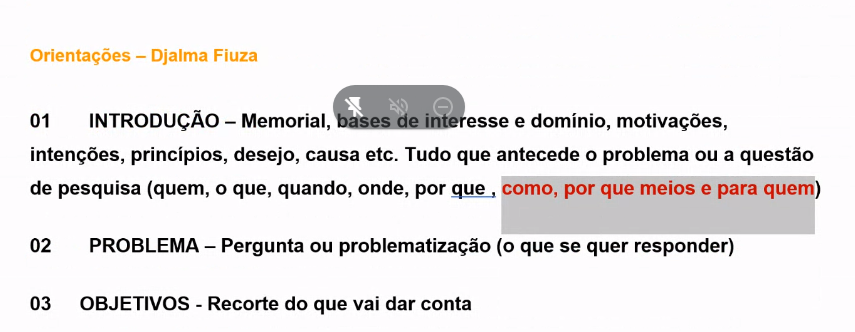 Orientações – Djalma Fiuza
01 INTRODUÇÃO – Memorial, bases de interesse e domínio, motivações,
intenções, princípios, desejo, causa etc. Tudo que antecede o problema ou a questão
de pesquisa (quem, o que, quando, onde, por que , como, por que meios e para quem)
02 PROBLEMA – Pergunta ou problematização (o que se quer responder)
03 OBJETIVOS - Recorte do que vai dar conta